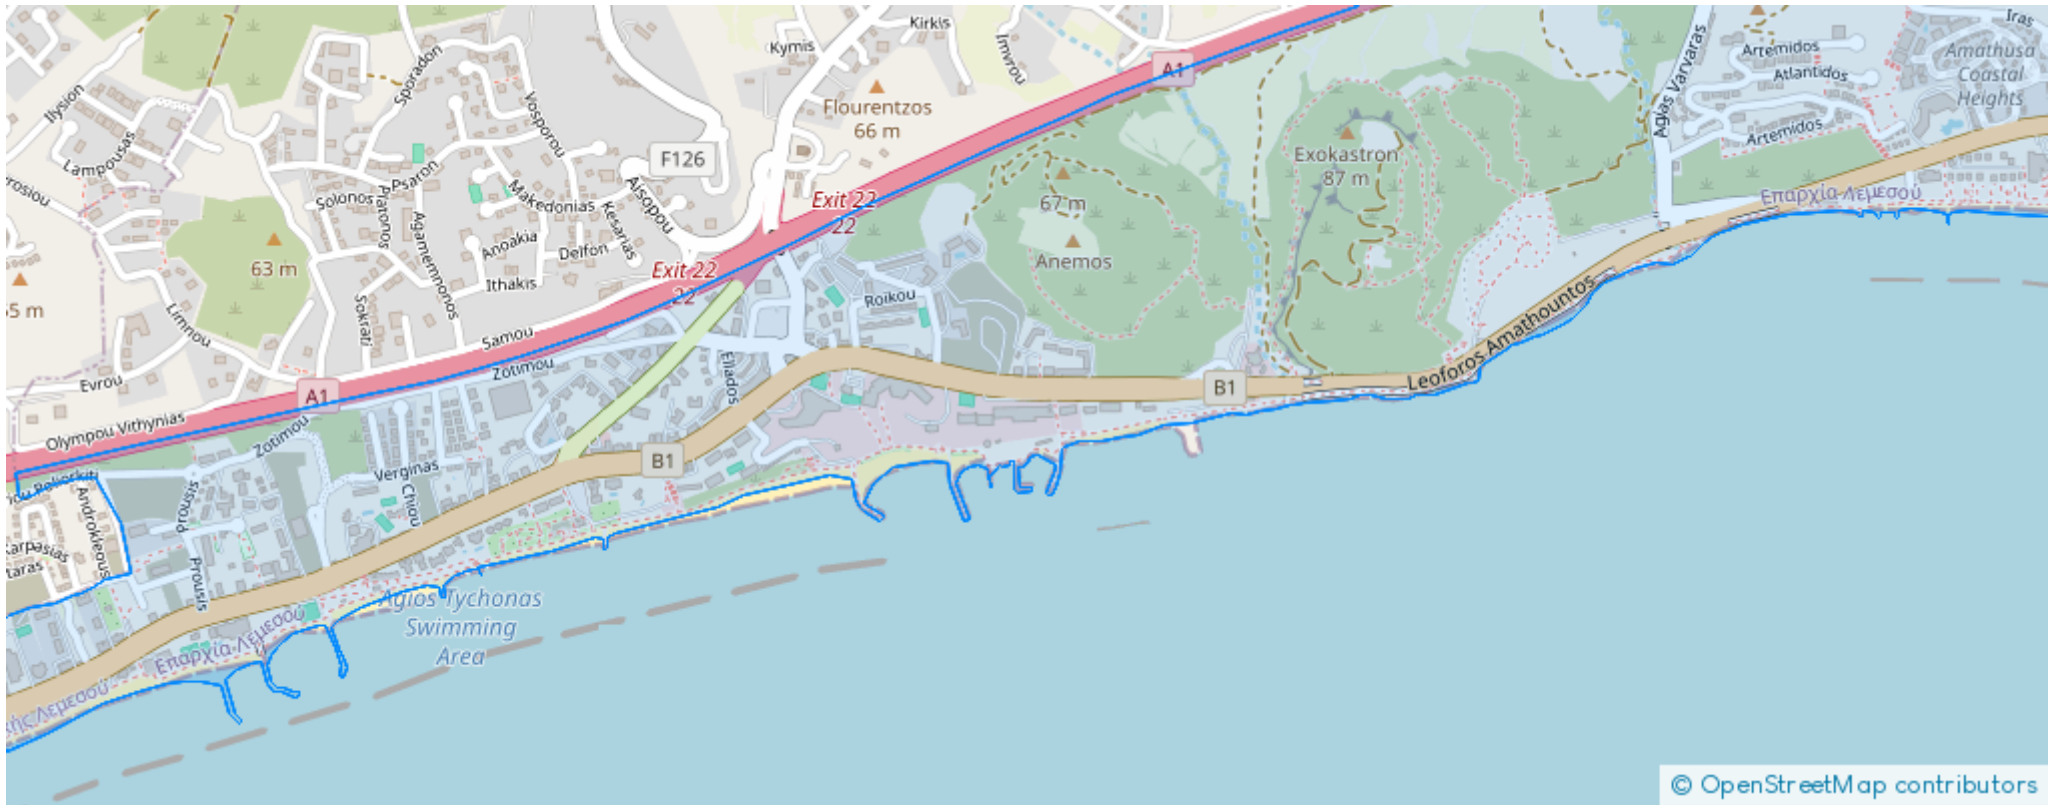 Kirkis
Kymis
Imvrou
A1
Iras
Artemidos
Atlantidos
Artemidos
Amathusa
Coastal
Heights
Agias Varvaras
Sporadon
Ilysion
Vosporou
Flourentzos
66 m
F126
Lampousas
Exokastron
87 m
Psaron
Solonos
Platonos
Makedonias
Aisopou
Kesarias
Agamemnonos
Exit 22
22
67 m
Επαρχία Λεμεσού
Anoakia
Delfon
Ithakis
63 m
Anemos
Exit 22
22
Roikou
5 m
Limnou
Sokrati
Samou
Zotimou
Leoforos Amathountos
Evrou
A1
Eliados
B1
Olympou Vithynias
Zotimou
B1
Verginas
Chiou
Prousis
Androkleous
Karpasias
taras
Prousis
Agios Tychonas
Swimming
Area
Επαρχία Λεμεσού
Λεμεσού
© OpenStreetMap contributors